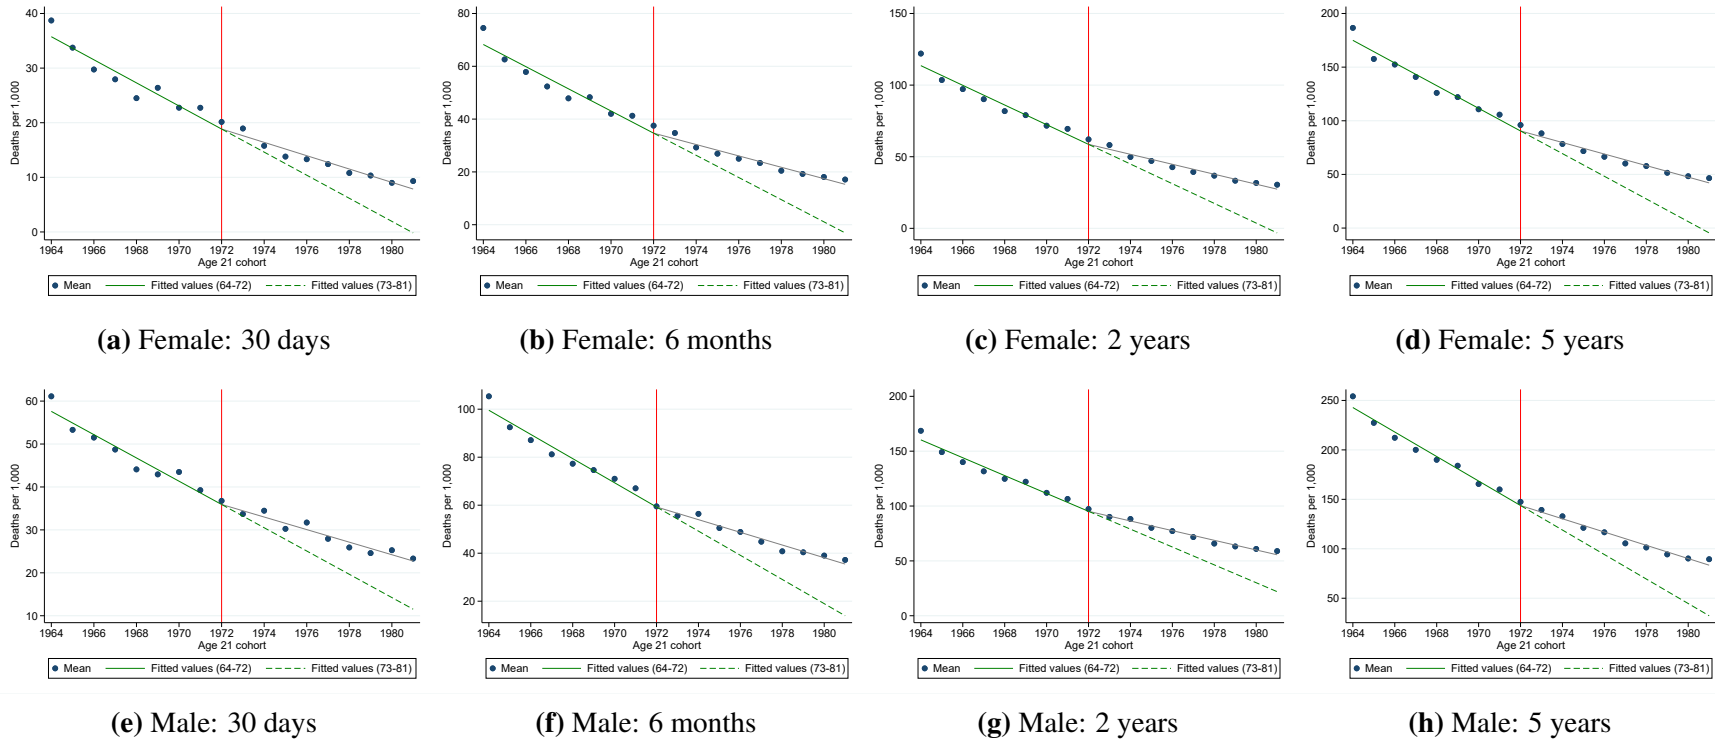 40
30
20
10
0
Deaths per 1,000
1964 1966 1968 1970 1972 1974 1976 1978 1980
Age 21 cohort
Mean Fitted values (64-72) Fitted values (73-81)
(a) Female: 30 days
80
60
40
20
0
Deaths per 1,000
1964 1966 1968 1970 1972 1974 1976 1978 1980
Age 21 cohort
Mean Fitted values (64-72) Fitted values (73-81)
(b) Female: 6 months
150
100
50
0
Deaths per 1,000
1964 1966 1968 1970 1972 1974 1976 1978 1980
Age 21 cohort
Mean Fitted values (64-72) Fitted values (73-81)
(c) Female: 2 years
200
150
100
50
0
Deaths per 1,000
1964 1966 1968 1970 1972 1974 1976 1978 1980
Age 21 cohort
Mean Fitted values (64-72) Fitted values (73-81)
(d) Female: 5 years
60
50
40
30
20
10
Deaths per 1,000
1964 1966 1968 1970 1972 1974 1976 1978 1980
Age 21 cohort
Mean Fitted values (64-72) Fitted values (73-81)
(e) Male: 30 days
100
80
60
40
20
Deaths per 1,000
1964 1966 1968 1970 1972 1974 1976 1978 1980
Age 21 cohort
Mean Fitted values (64-72) Fitted values (73-81)
(f) Male: 6 months
200
150
100
50
0
Deaths per 1,000
1964 1966 1968 1970 1972 1974 1976 1978 1980
Age 21 cohort
Mean Fitted values (64-72) Fitted values (73-81)
(g) Male: 2 years
250
200
150
100
50
Deaths per 1,000
1964 1966 1968 1970 1972 1974 1976 1978 1980
Age 21 cohort
Mean Fitted values (64-72) Fitted values (73-81)
(h) Male: 5 years